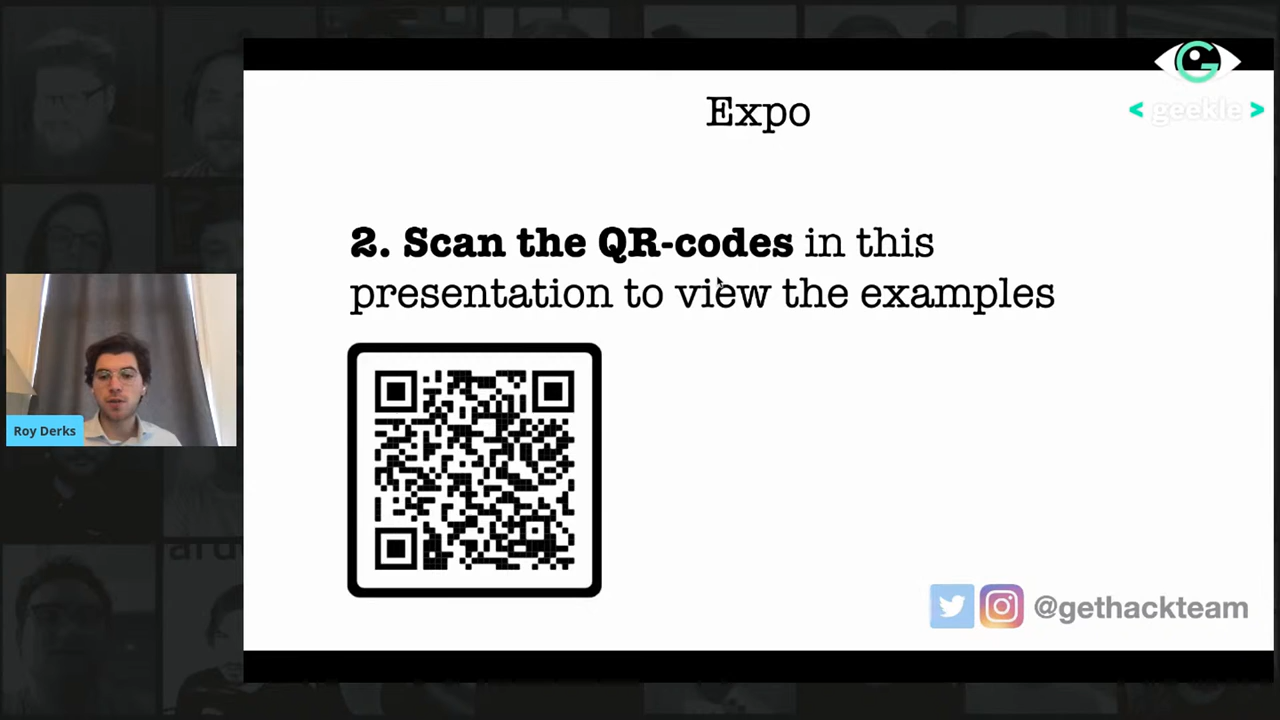 Expo
< geekle >
2. Scan the QR-codes in this
presentation to view the examples
Roy Derks
@gethackteam